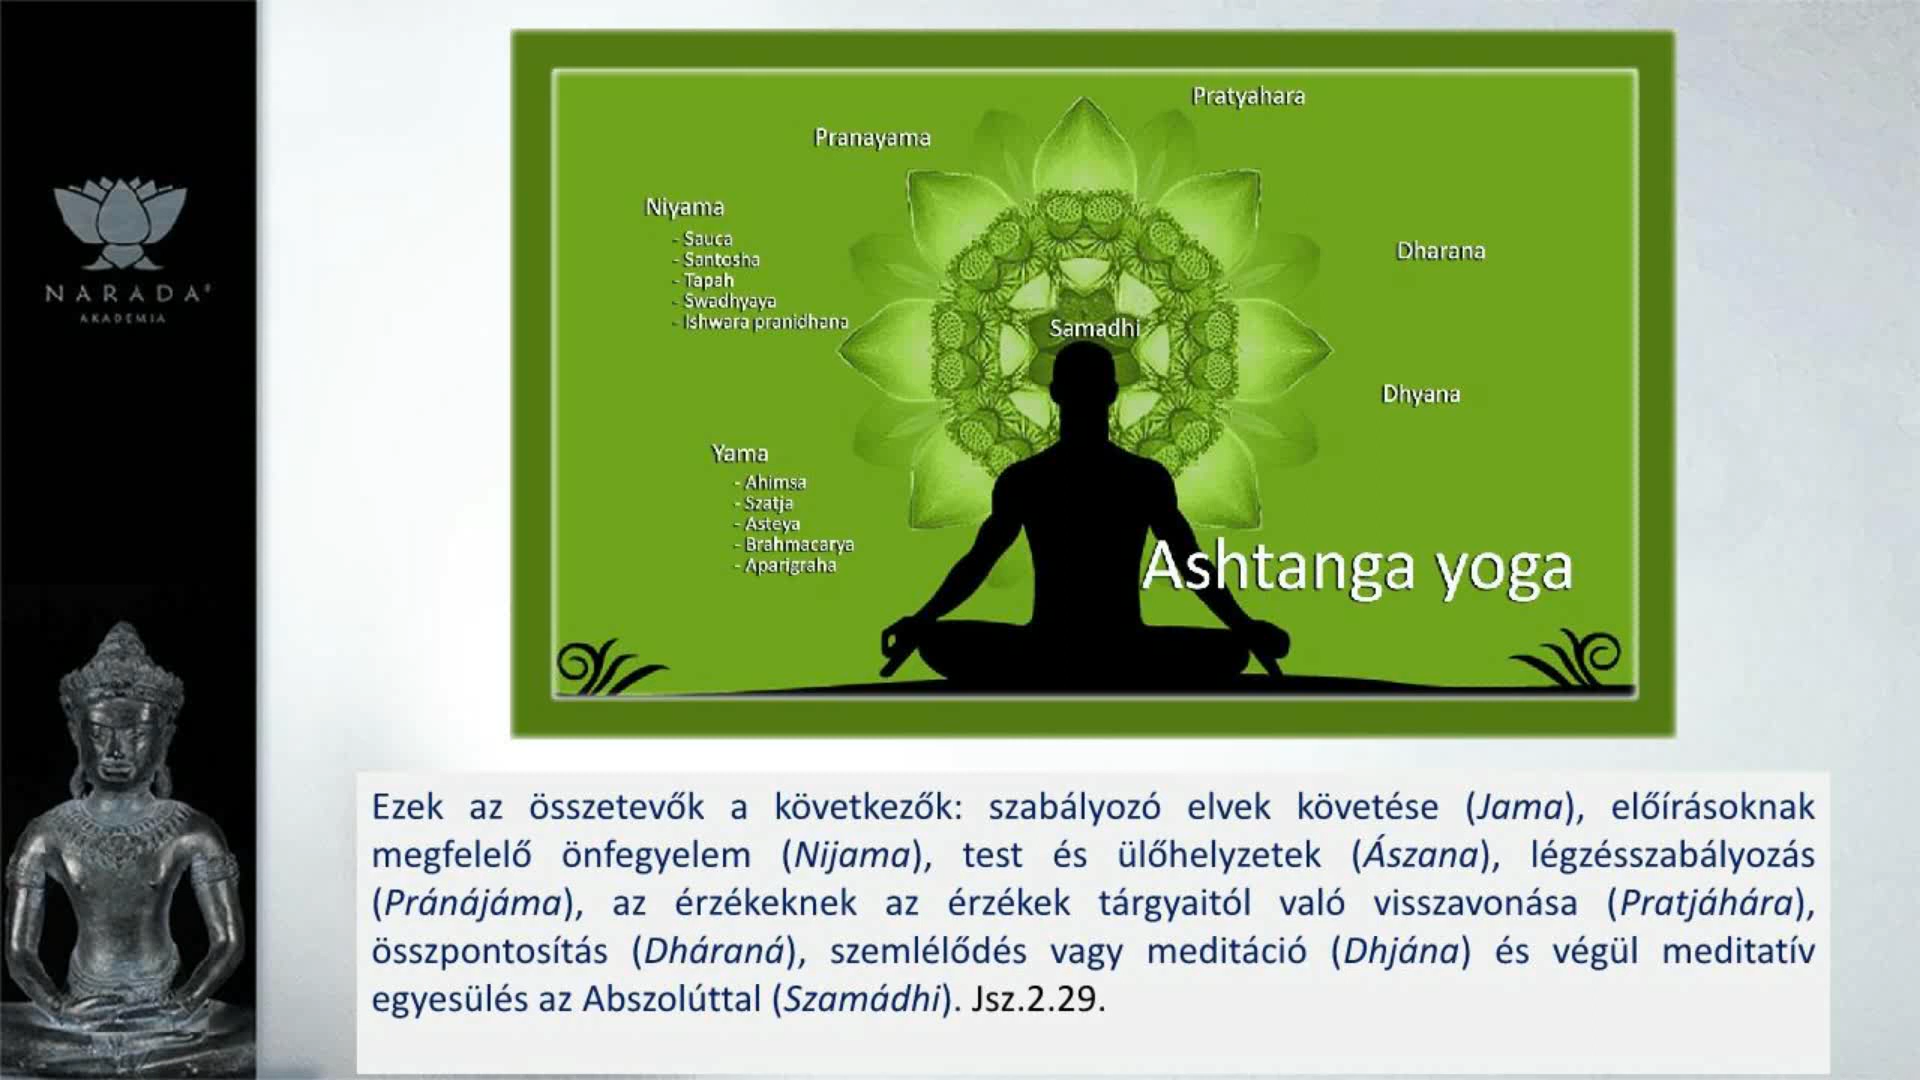 NARADA®
AKADEMIA
Pratyahara
Pranayama
Niyama
- Sauca
- Santosha
- Tapah
- Swadhyaya
- Ishwara pranidhana
Dharana
Samadhi
Dhyana
Yama
- Ahimsa
- Szatja
- Asteya
- Brahmacarya
- Aparigraha
Ashtanga yoga
Ezek az összetevők a következők: szabályozó elvek követése (Jama), előírásoknak
megfelelő önfegyelem (Nijama), test és ülőhelyzetek (Ászana), légzésszabályozás
(Pránájáma), az érzékeknek az érzékek tárgyaitól való visszavonása (Pratjáhára),
összpontosítás (Dháraná), szemlélődés vagy meditáció (Dhjána) és végül meditatív
egyesülés az Abszolúttal (Szamádhi). Jsz.2.29.